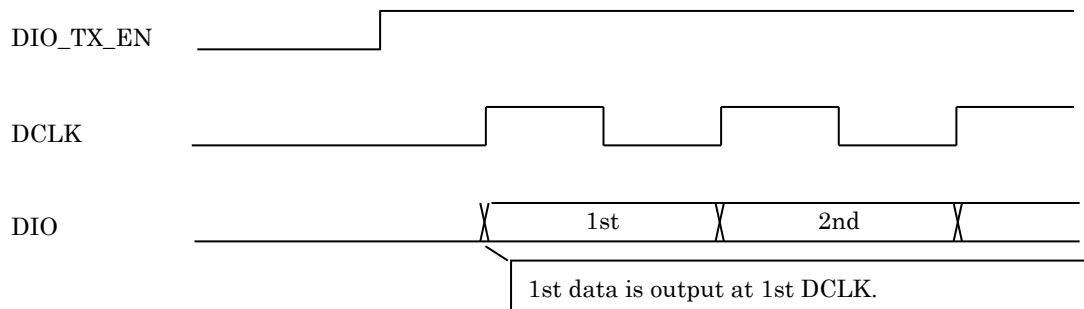 DIO_TX_EN
DCLK
DIO
1st
2nd
1st data is output at 1st DCLK.